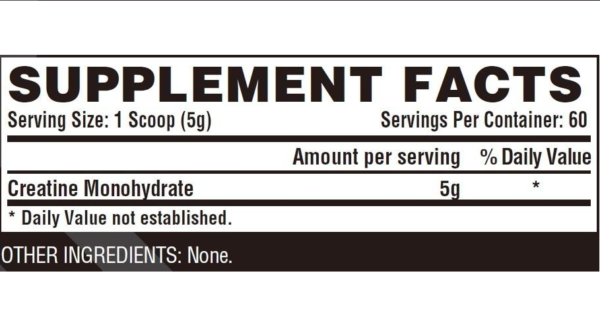 SUPPLEMENT FACTS
Serving Size: 1 Scoop (5g) Servings Per Container: 60
Amount per serving % Daily Value
Creatine Monohydrate 5g *
* Daily Value not established.
OTHER INGREDIENTS: None.